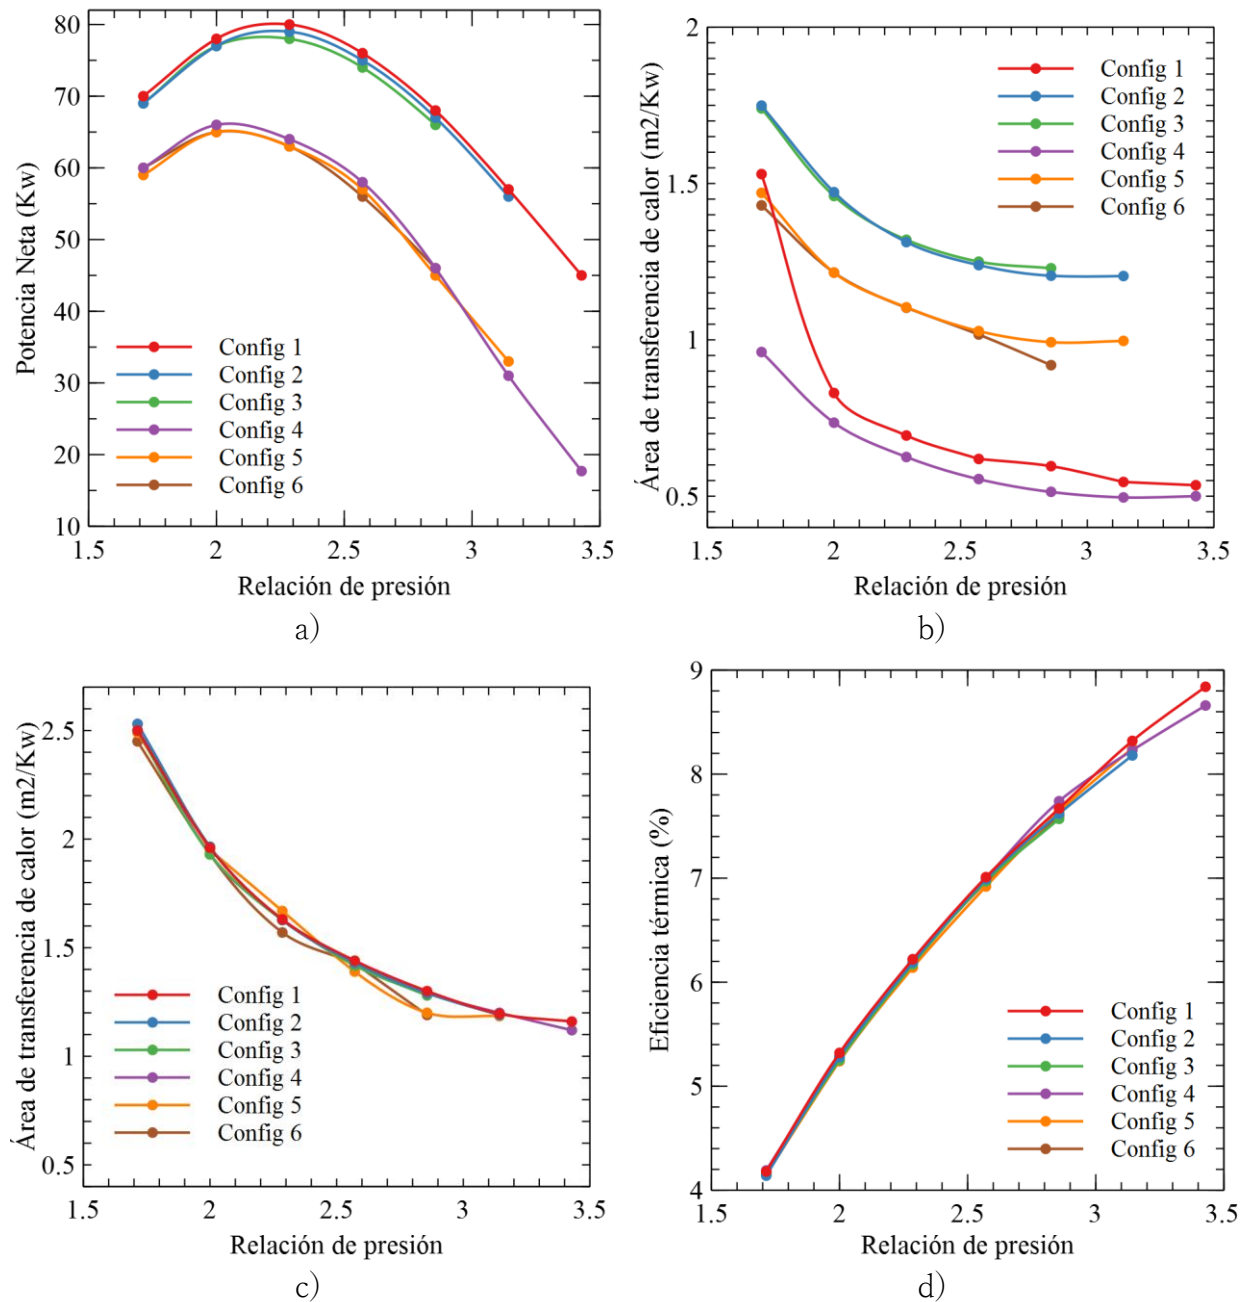 80
70
60
50
40
30
20
10
Potencia Neta (Kw)
Config 1
Config 2
Config 3
Config 4
Config 5
Config 6
1.5 2 2.5 3 3.5
Relación de presión
a)
2
1.5
1
0.5
Área de transferencia de calor (m2/Kw)
Config 1
Config 2
Config 3
Config 4
Config 5
Config 6
1.5 2 2.5 3 3.5
Relación de presión
b)
2.5
2
1.5
1
0.5
Área de transferencia de calor (m2/Kw)
Config 1
Config 2
Config 3
Config 4
Config 5
Config 6
1.5 2 2.5 3 3.5
Relación de presión
c)
9
8
7
6
5
4
Eficiencia térmica (%)
Config 1
Config 2
Config 3
Config 4
Config 5
Config 6
1.5 2 2.5 3 3.5
Relación de presión
d)